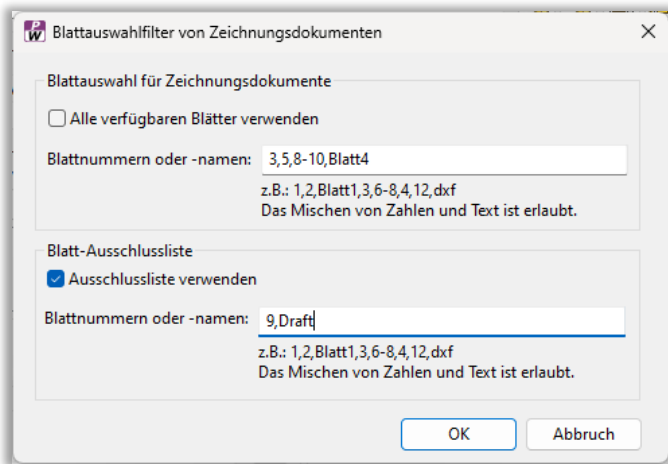 PW Blattauswahlfilter von Zeichnungsdokumenten
Blattauswahl für Zeichnungsdokumente
Alle verfügbaren Blätter verwenden
Blattnummern oder -namen: 3,5,8-10,Blatt4
z.B.: 1,2,Blatt1,3,6-8,4,12,dxf
Das Mischen von Zahlen und Text ist erlaubt.
Blatt-Ausschlussliste
Ausschlussliste verwenden
Blattnummern oder -namen: 9,Draft
z.B.: 1,2,Blatt1,3,6-8,4,12,dxf
Das Mischen von Zahlen und Text ist erlaubt.
OK Abbruch